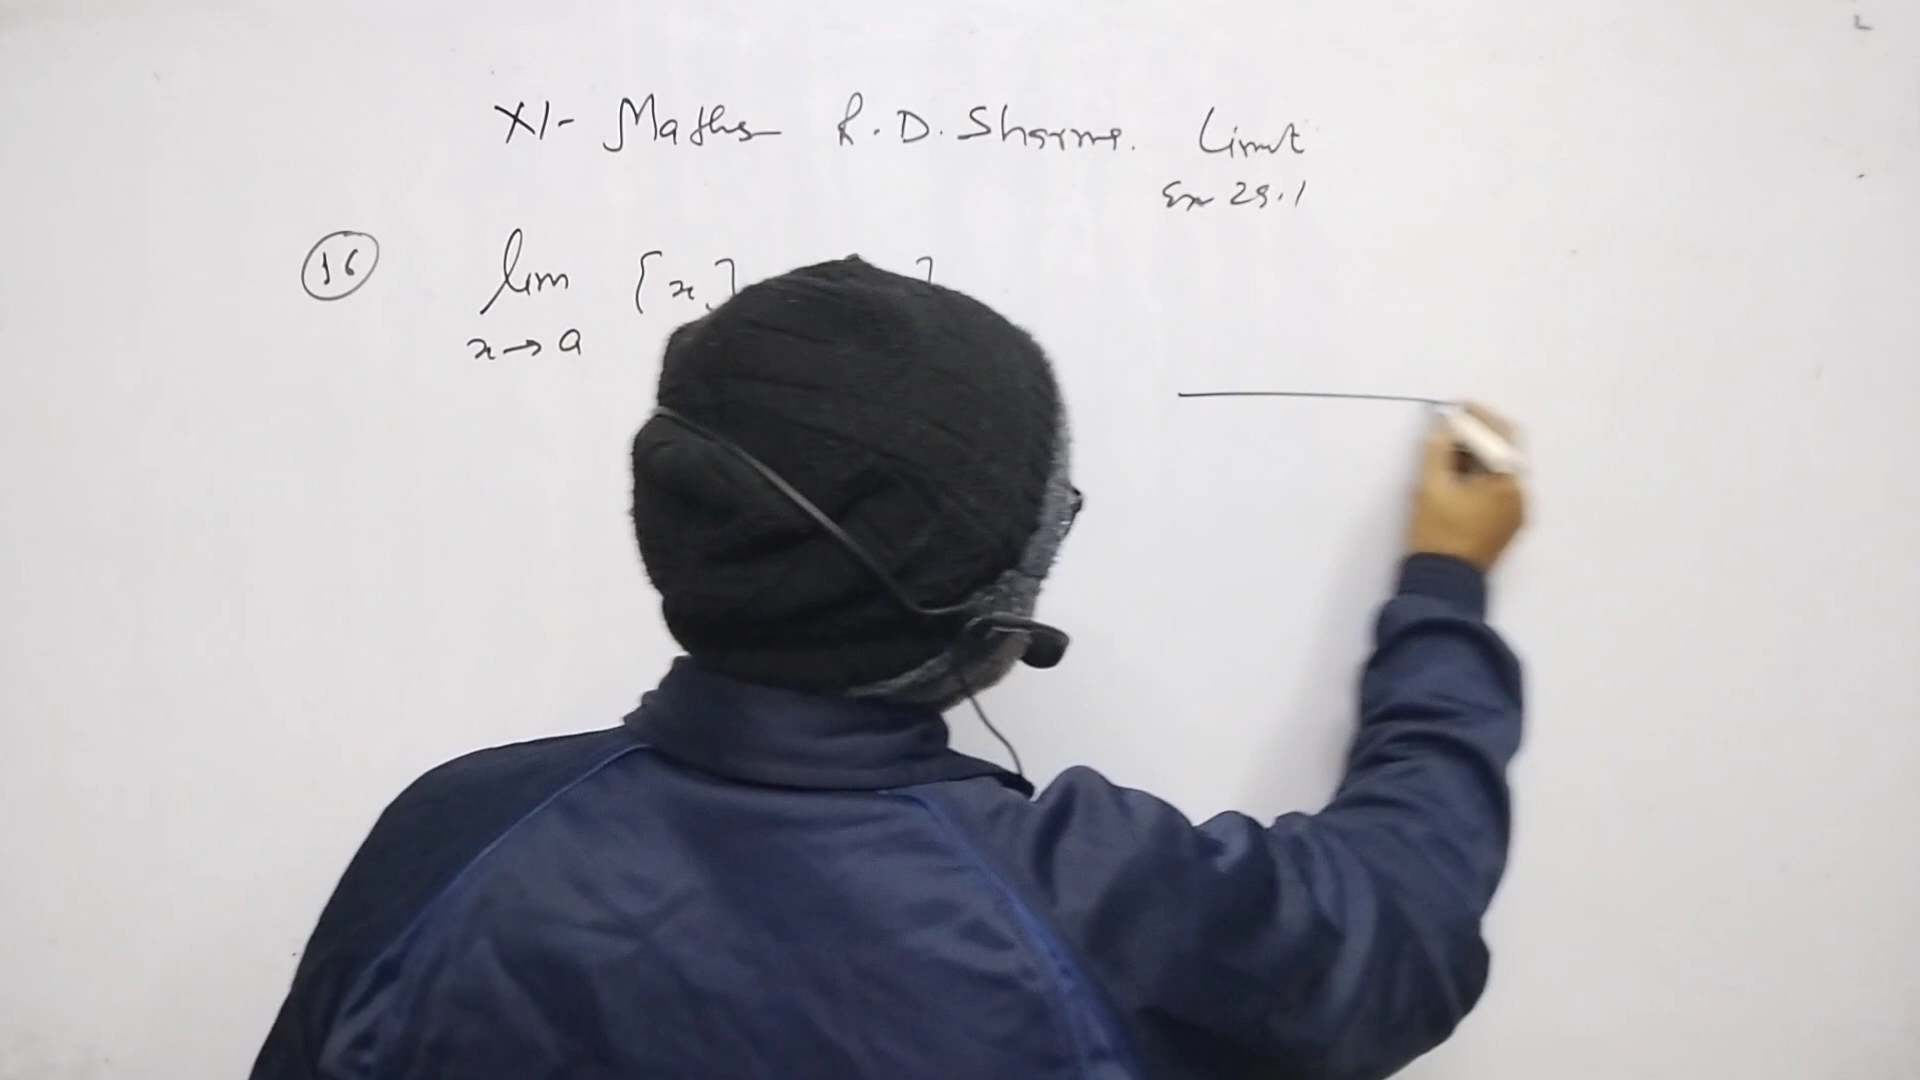 XI- Maths R.D. Sharma. Limit
Ex 29.1
16 lim [x] ]
x→a